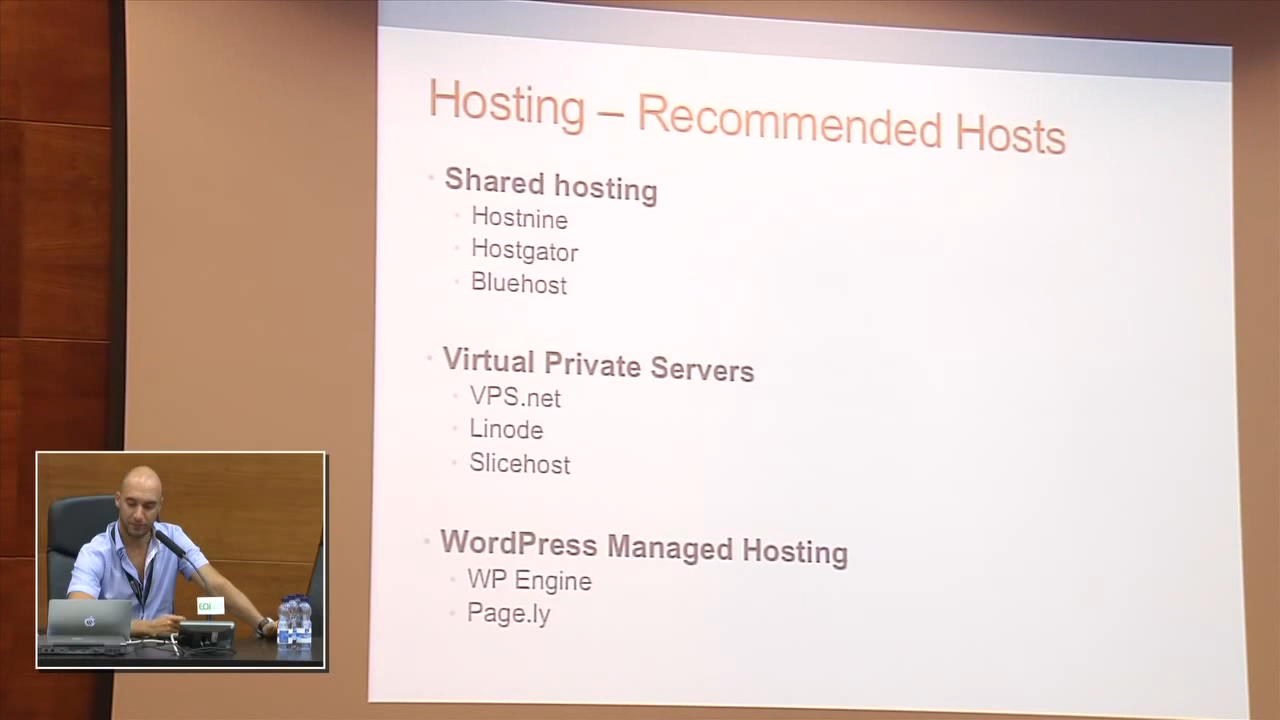 Hosting – Recommended Hosts
Shared hosting
Hostnine
Hostgator
Bluehost
Virtual Private Servers
VPS.net
Linode
Slicehost
WordPress Managed Hosting
WP Engine
Page.ly
EOI